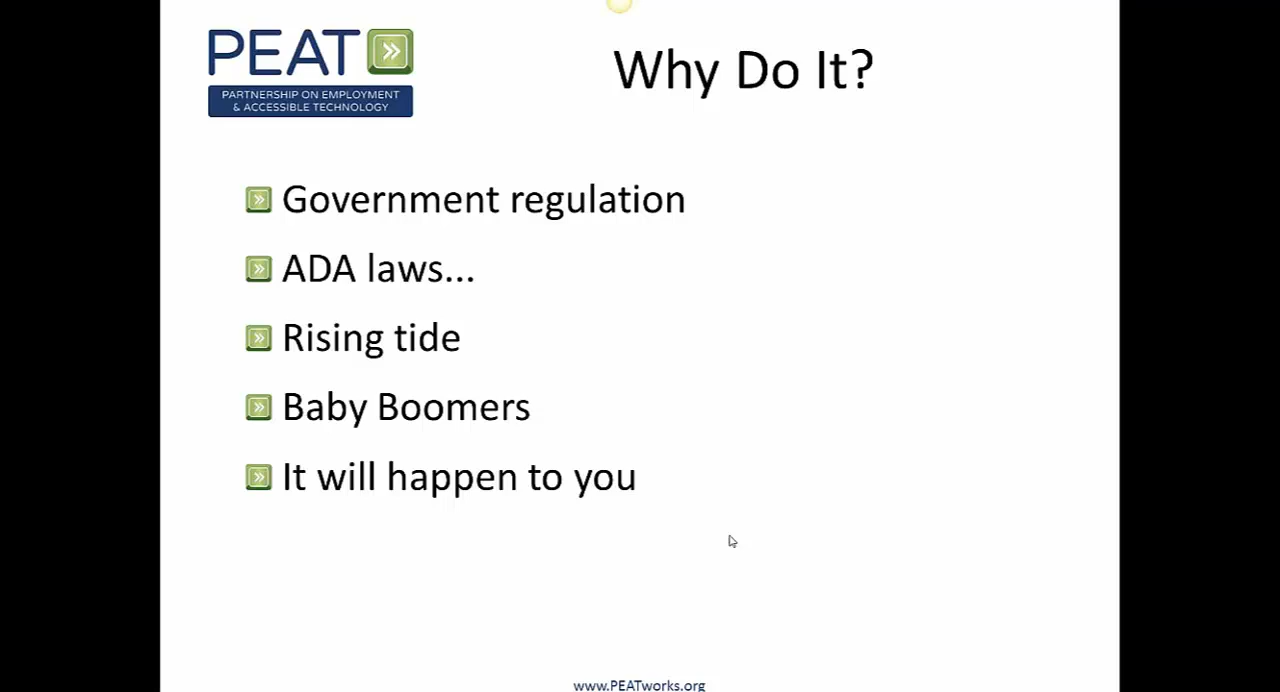 PEAT
PARTNERSHIP ON EMPLOYMENT
& ACCESSIBLE TECHNOLOGY
Why Do It?
Government regulation
ADA laws...
Rising tide
Baby Boomers
It will happen to you
www.PEATworks.org